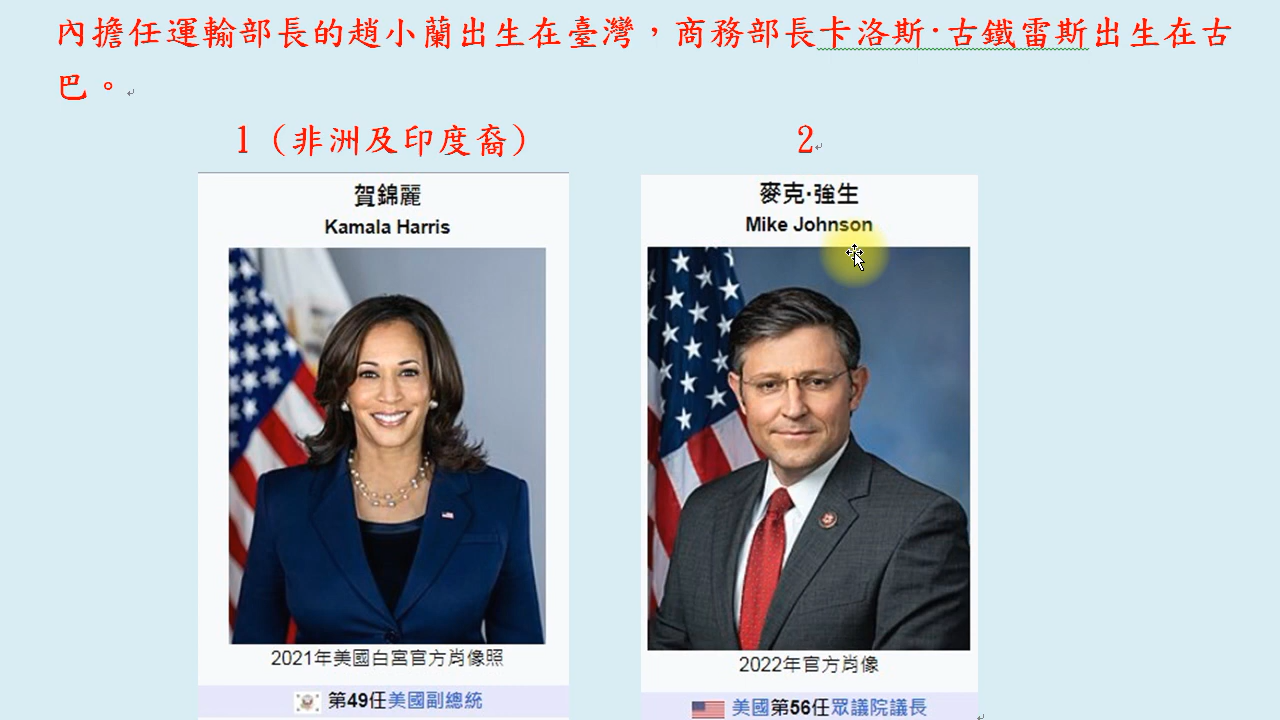 內擔任運輸部長的趙小蘭出生在臺灣，商務部長卡洛斯·古鐵雷斯出生在古
巴。
1（非洲及印度裔）
2
賀錦麗
Kamala Harris
2021年美國白宮官方肖像照
第49任美國副總統
麥克·強生
Mike Johnson
2022年官方肖像
美國第56任眾議院議長